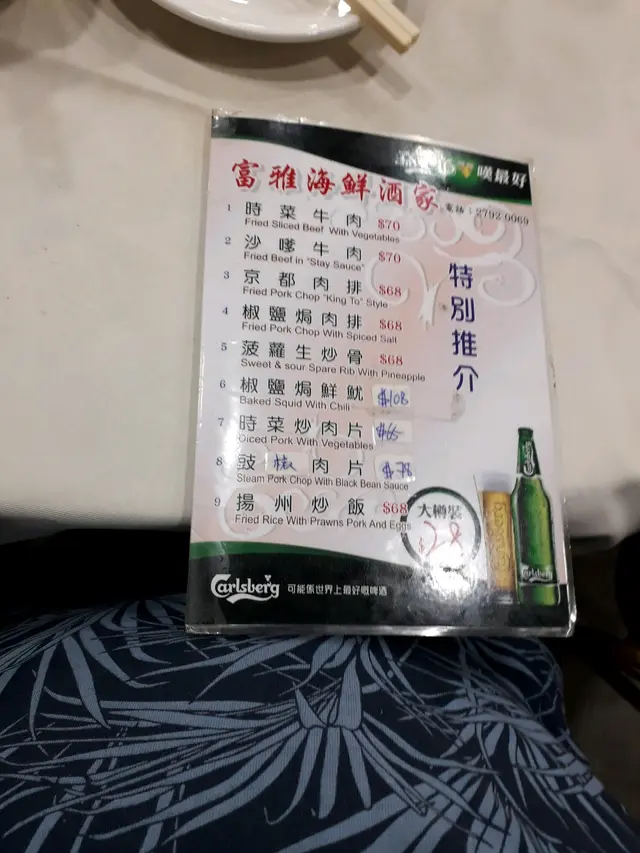 嘆最好
富雅海鮮酒家
電話：2792 0069
1 時菜牛肉 $70
Fried Sliced Beef With Vegetables
2 沙嗲牛肉 $70
Fried Beef in "Stay Sauce"
3 京都肉排 $68
Fried Pork Chop "King To" Style
4 椒鹽焗肉排 $68
Fried Pork Chop With Spiced Salt
5 菠蘿生炒骨 $68
Sweet & sour Spare Rib With Pineapple
6 椒鹽焗鮮魷 $108
Baked Squid With Chili
7 時菜炒肉片 $65
Diced Pork With Vegetables
8 豉椒肉片 $78
Steam Pork Chop With Black Bean Sauce
9 揚州炒飯 $68
Fried Rice With Prawns Pork And Eggs
特別推介
大樽裝
$28
Carlsberg
Carlsberg 可能係世界上最好嘅啤酒